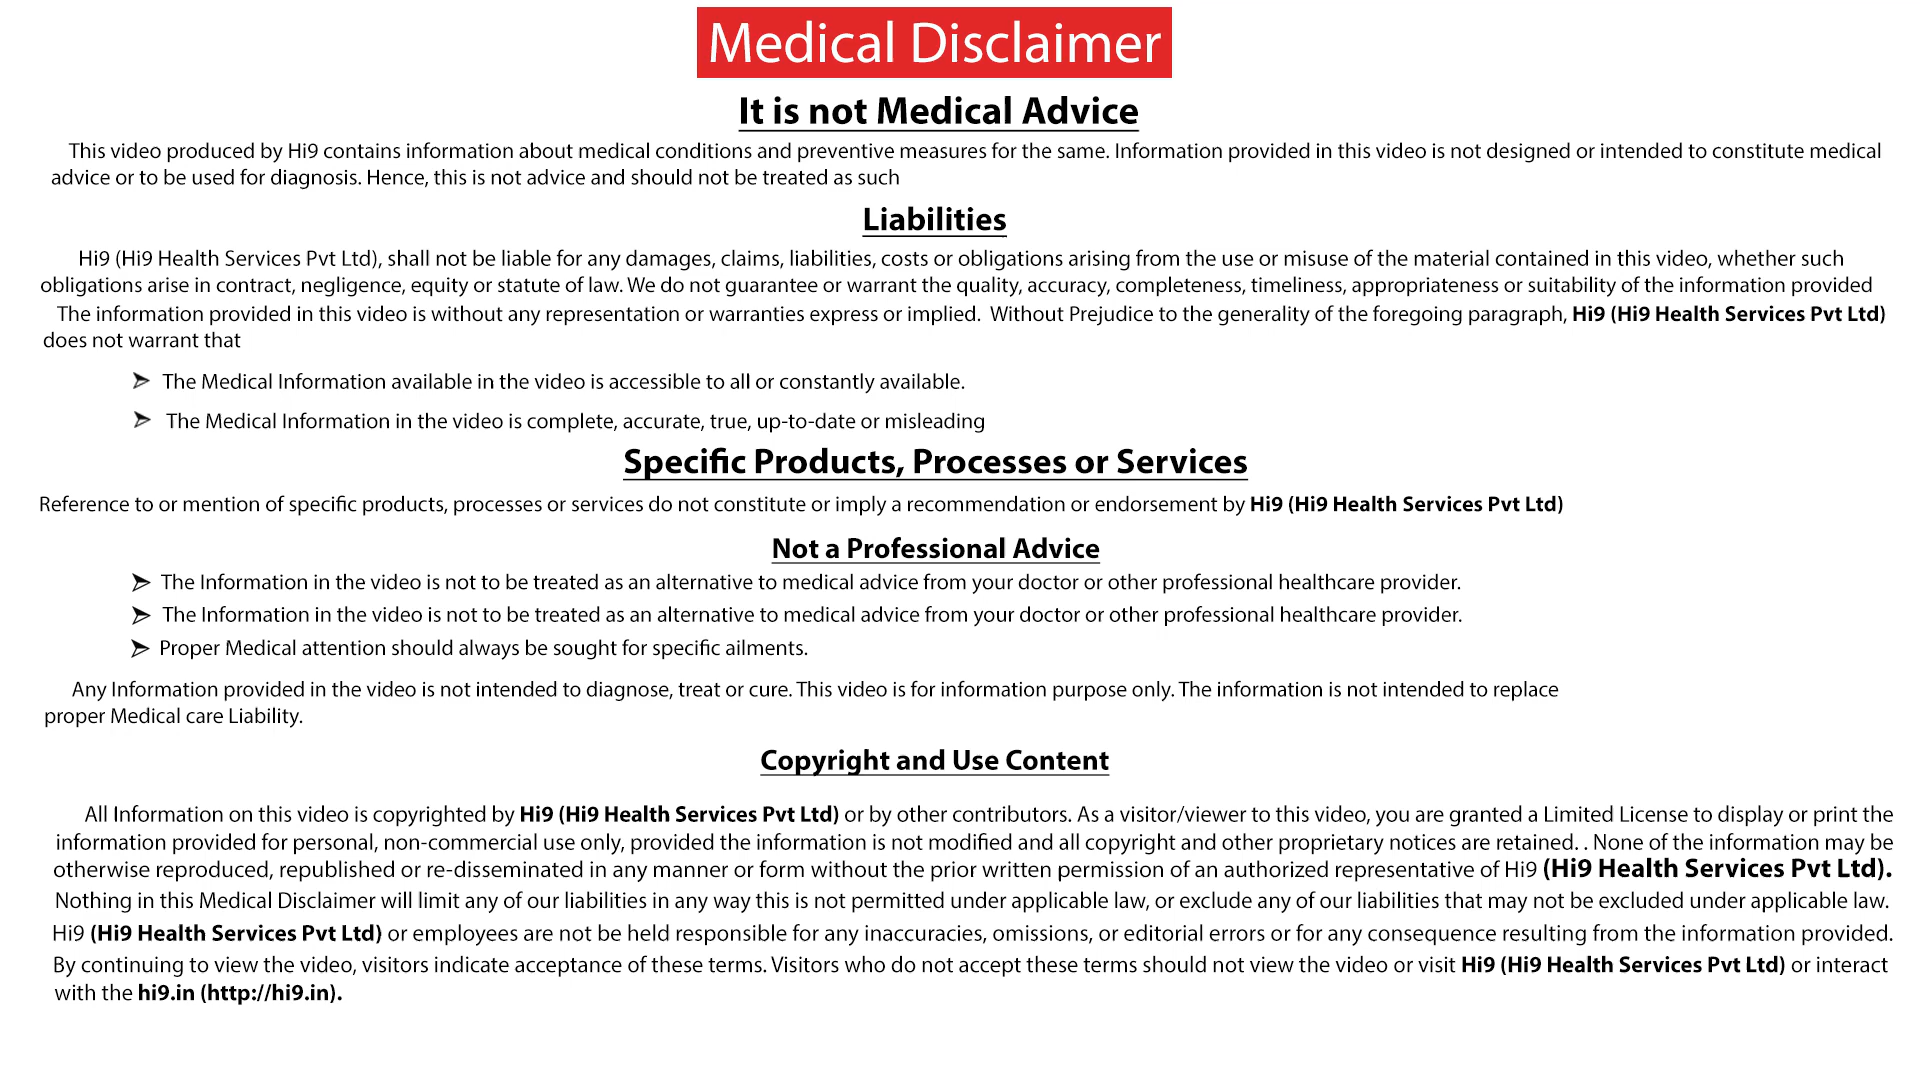 Medical Disclaimer
It is not Medical Advice
This video produced by Hi9 contains information about medical conditions and preventive measures for the same. Information provided in this video is not designed or intended to constitute medical
advice or to be used for diagnosis. Hence, this is not advice and should not be treated as such
Liabilities
Hi9 (Hi9 Health Services Pvt Ltd), shall not be liable for any damages, claims, liabilities, costs or obligations arising from the use or misuse of the material contained in this video, whether such
obligations arise in contract, negligence, equity or statute of law. We do not guarantee or warrant the quality, accuracy, completeness, timeliness, appropriateness or suitability of the information provided
The information provided in this video is without any representation or warranties express or implied. Without Prejudice to the generality of the foregoing paragraph, Hi9 (Hi9 Health Services Pvt Ltd)
does not warrant that
➢ The Medical Information available in the video is accessible to all or constantly available.
➢ The Medical Information in the video is complete, accurate, true, up-to-date or misleading
Specific Products, Processes or Services
Reference to or mention of specific products, processes or services do not constitute or imply a recommendation or endorsement by Hi9 (Hi9 Health Services Pvt Ltd)
Not a Professional Advice
➢ The Information in the video is not to be treated as an alternative to medical advice from your doctor or other professional healthcare provider.
➢ The Information in the video is not to be treated as an alternative to medical advice from your doctor or other professional healthcare provider.
➢ Proper Medical attention should always be sought for specific ailments.
Any Information provided in the video is not intended to diagnose, treat or cure. This video is for information purpose only. The information is not intended to replace
proper Medical care Liability.
Copyright and Use Content
All Information on this video is copyrighted by Hi9 (Hi9 Health Services Pvt Ltd) or by other contributors. As a visitor/viewer to this video, you are granted a Limited License to display or print the
information provided for personal, non-commercial use only, provided the information is not modified and all copyright and other proprietary notices are retained. . None of the information may be
otherwise reproduced, republished or re-disseminated in any manner or form without the prior written permission of an authorized representative of Hi9 (Hi9 Health Services Pvt Ltd).
Nothing in this Medical Disclaimer will limit any of our liabilities in any way this is not permitted under applicable law, or exclude any of our liabilities that may not be excluded under applicable law.
Hi9 (Hi9 Health Services Pvt Ltd) or employees are not be held responsible for any inaccuracies, omissions, or editorial errors or for any consequence resulting from the information provided.
By continuing to view the video, visitors indicate acceptance of these terms. Visitors who do not accept these terms should not view the video or visit Hi9 (Hi9 Health Services Pvt Ltd) or interact
with the hi9.in (http://hi9.in).